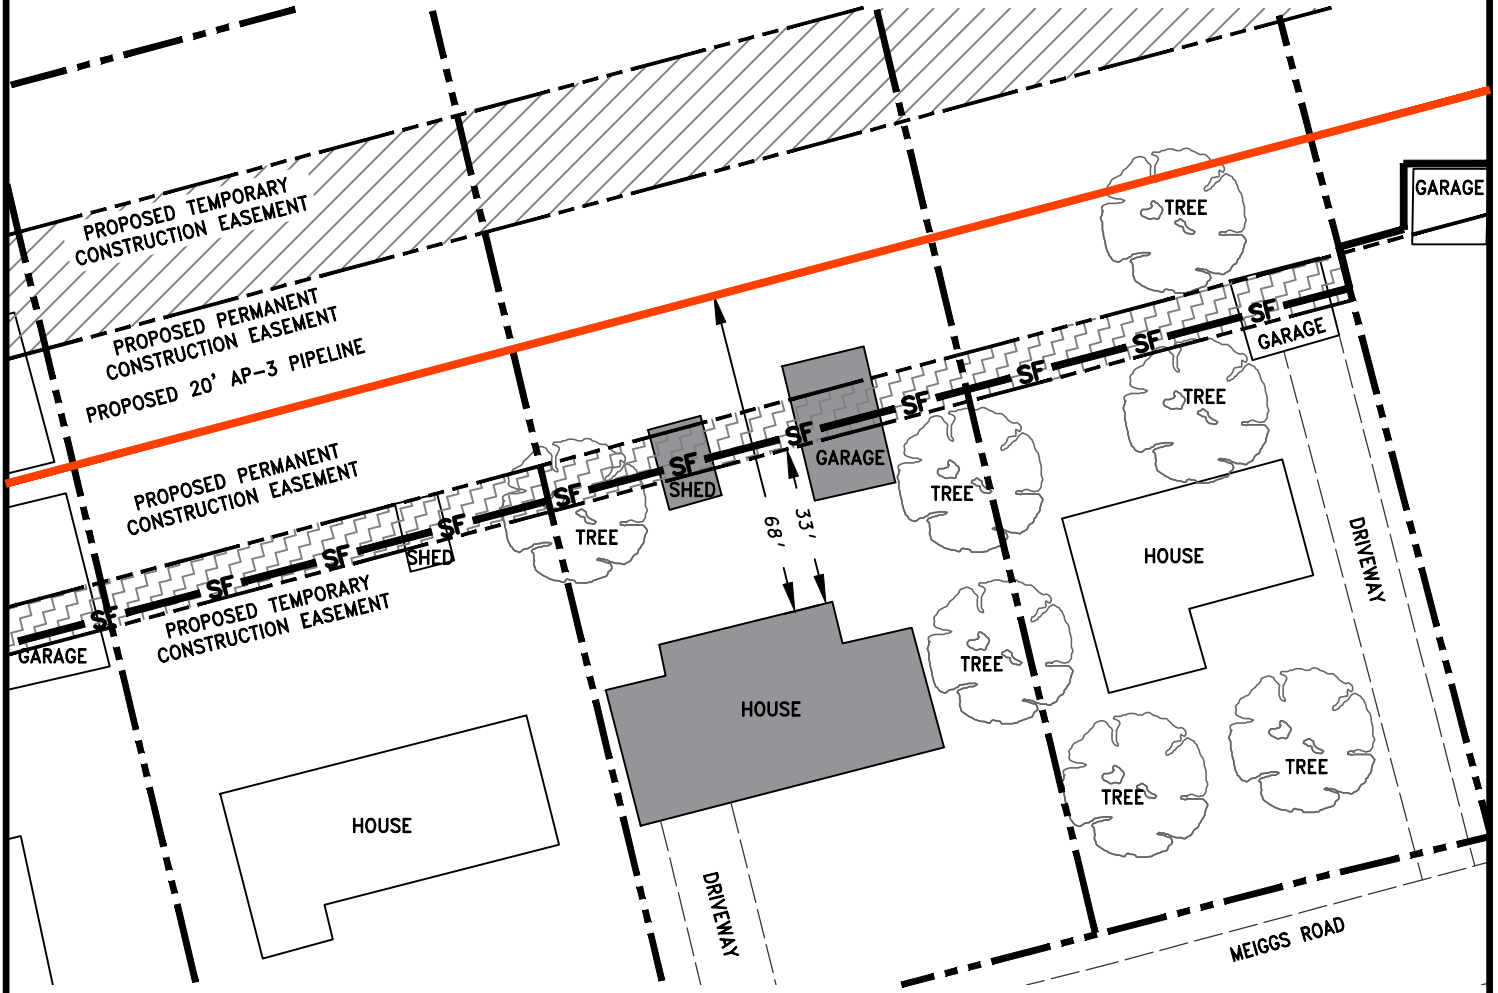 PROPOSED TEMPORARY
CONSTRUCTION EASEMENT
PROPOSED PERMANENT
CONSTRUCTION EASEMENT
PROPOSED 20' AP-3 PIPELINE
PROPOSED PERMANENT
CONSTRUCTION EASEMENT
PROPOSED TEMPORARY
CONSTRUCTION EASEMENT
TREE
GARAGE
SF
GARAGE
SF
SF
SF
SF
SF
SF
SF
SF
SF
SF
TREE
GARAGE
SHED
TREE
TREE
SHED
68'
33'
HOUSE
DRIVEWAY
GARAGE
TREE
HOUSE
HOUSE
TREE
TREE
DRIVEWAY
MEIGGS ROAD